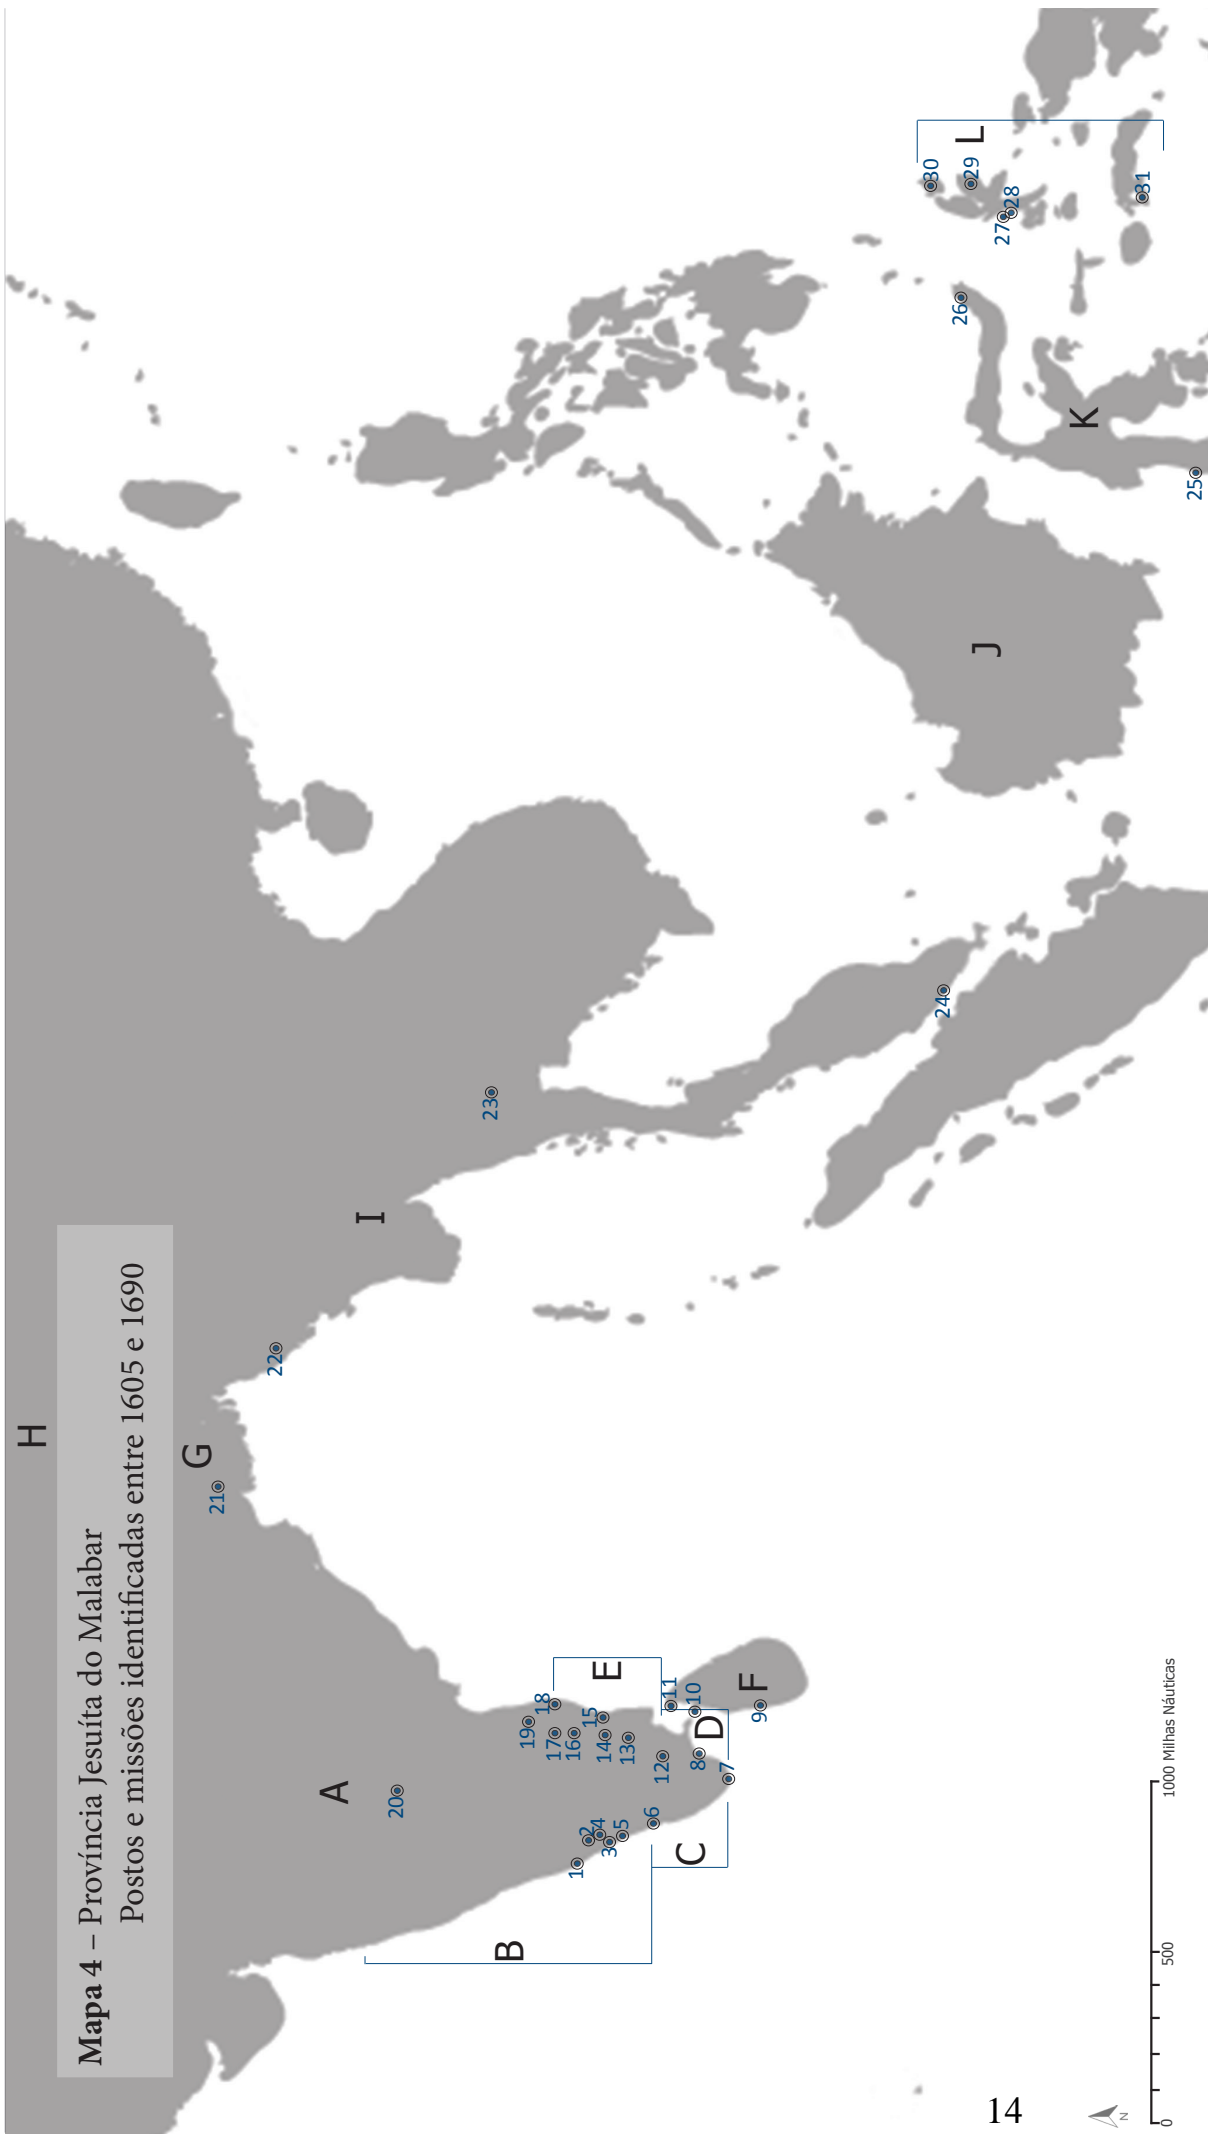 Mapa 4 – Província Jesuíta do Malabar
Postos e missões identificadas entre 1605 e 1690
H
G
21
22
I
A
20
23
B
19
18
17
16
E
15
14
13
1
2
4
3
5
6
12
11
10
D
8
7
C
F
9
24
J
26
K
25
30
29
L
28
27
31
0
500
1000 Milhas Náuticas
N
14